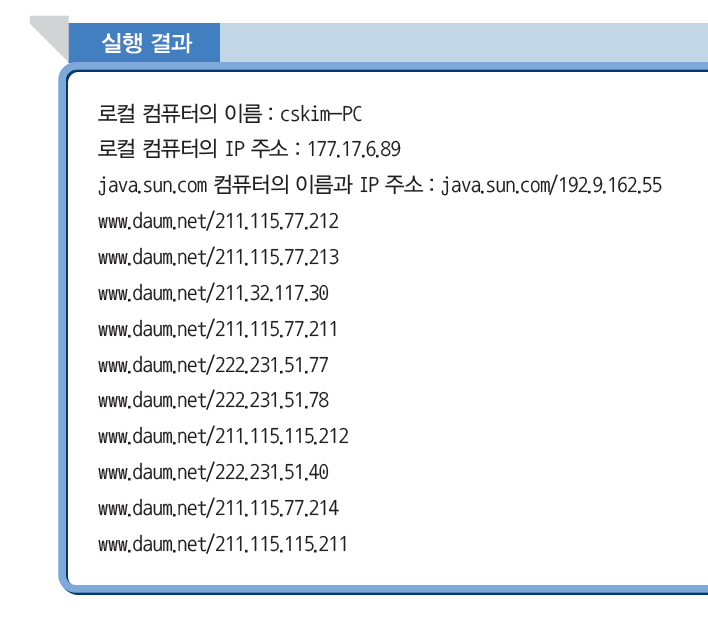 실행 결과
로컬 컴퓨터의 이름 : cskim-PC
로컬 컴퓨터의 IP 주소 : 177.17.6.89
java.sun.com 컴퓨터의 이름과 IP 주소 : java.sun.com/192.9.162.55
www.daum.net/211.115.77.212
www.daum.net/211.115.77.213
www.daum.net/211.32.117.30
www.daum.net/211.115.77.211
www.daum.net/222.231.51.77
www.daum.net/222.231.51.78
www.daum.net/211.115.115.212
www.daum.net/222.231.51.40
www.daum.net/211.115.77.214
www.daum.net/211.115.115.211